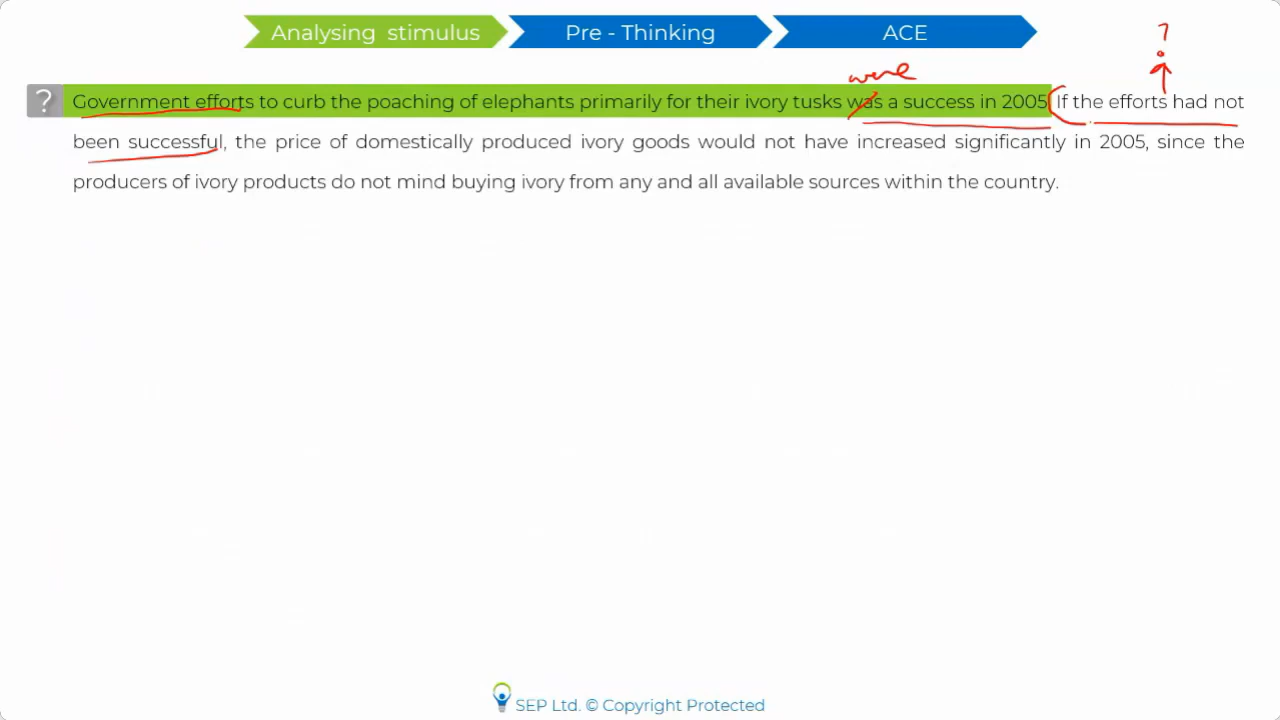 Analysing stimulus Pre - Thinking ACE
?
were
? Government efforts to curb the poaching of elephants primarily for their ivory tusks was a success in 2005. If the efforts had not
been successful, the price of domestically produced ivory goods would not have increased significantly in 2005, since the
producers of ivory products do not mind buying ivory from any and all available sources within the country.
SEP Ltd. © Copyright Protected